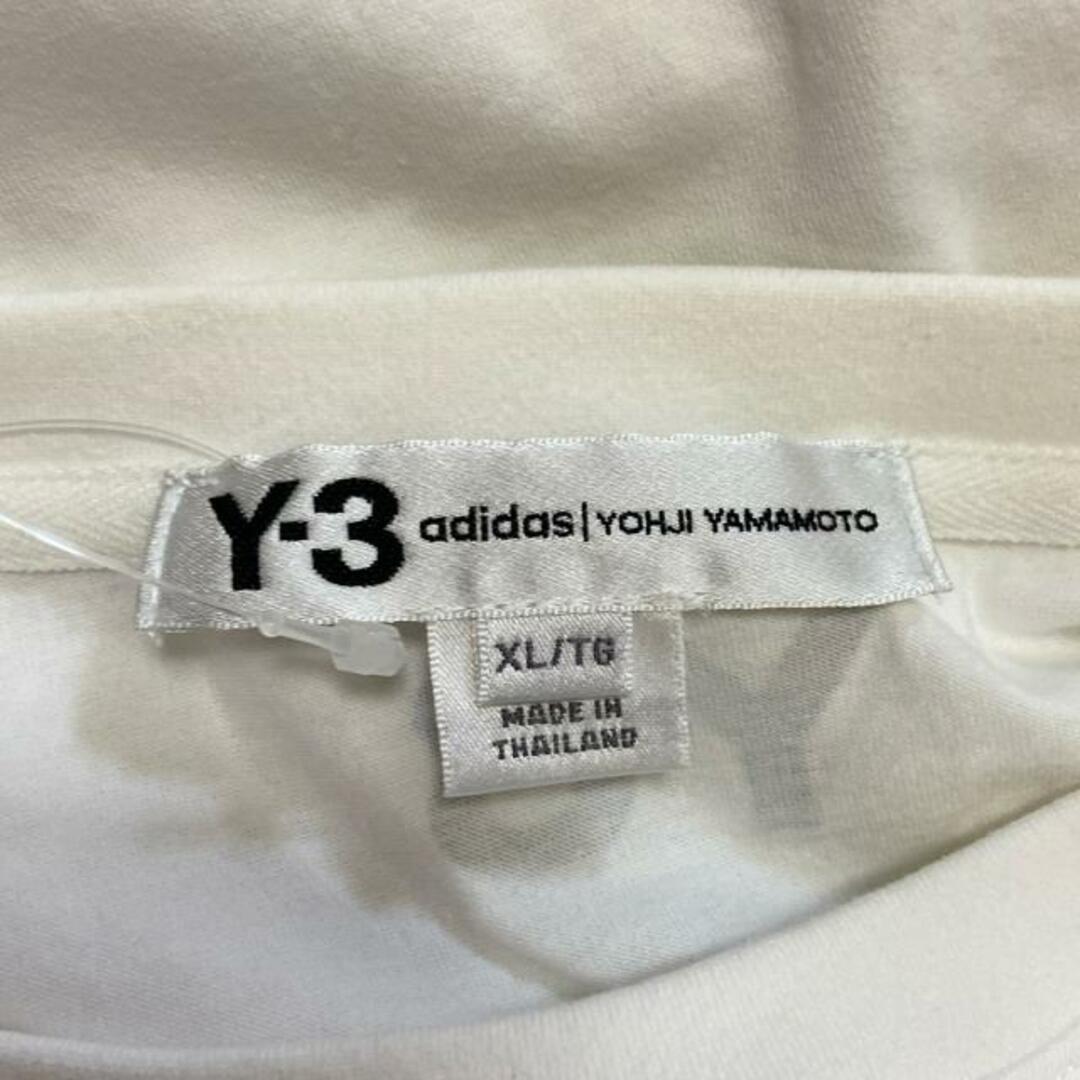 Y-3 adidas | YOHJI YAMAMOTO
XL/TG
MADE IN
THAILAND